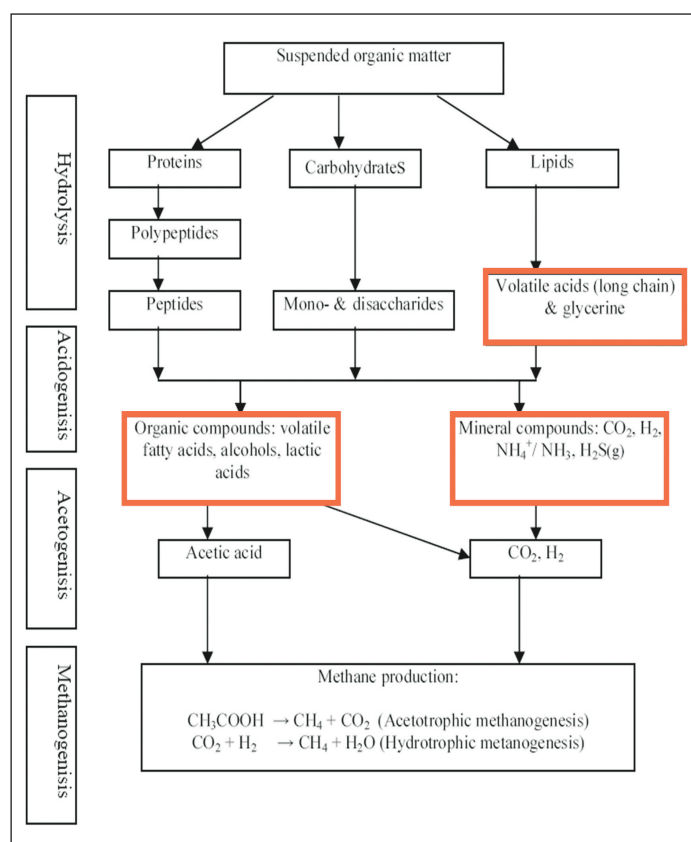 Suspended organic matter
Hydrolysis
Proteins
CarbohydrateS
Lipids
Polypeptides
Peptides
Mono- & disaccharides
Volatile acids (long chain)
& glycerine
Acidogenisis
Organic compounds: volatile
fatty acids, alcohols, lactic
acids
Mineral compounds: CO₂, H₂,
NH₄⁺/ NH₃, H₂S(g)
Acetogenisis
Acetic acid
CO₂, H₂
Methanogenisis
Methane production:
CH₃COOH → CH₄ + CO₂ (Acetotrophic methanogenesis)
CO₂ + H₂ → CH₄ + H₂O (Hydrotrophic metanogenesis)